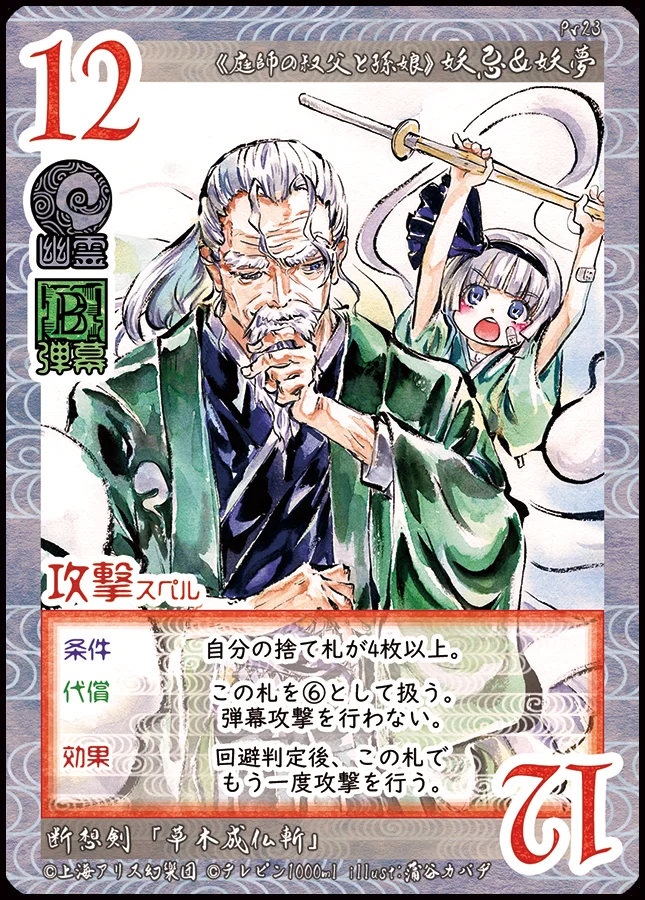 Pr23
12
《庭師の叔父と孫娘》妖忌&妖夢
幽霊
B
弾幕
攻撃スペル
条件 自分の捨て札が4枚以上。
代償 この札を⑥として扱う。
弾幕攻撃を行わない。
効果 回避判定後、この札で
もう一度攻撃を行う。
12
断想剣「草木成仏斬」
©上海アリス幻樂団 ©テレピン1000ml illust:蒲谷カバヂ